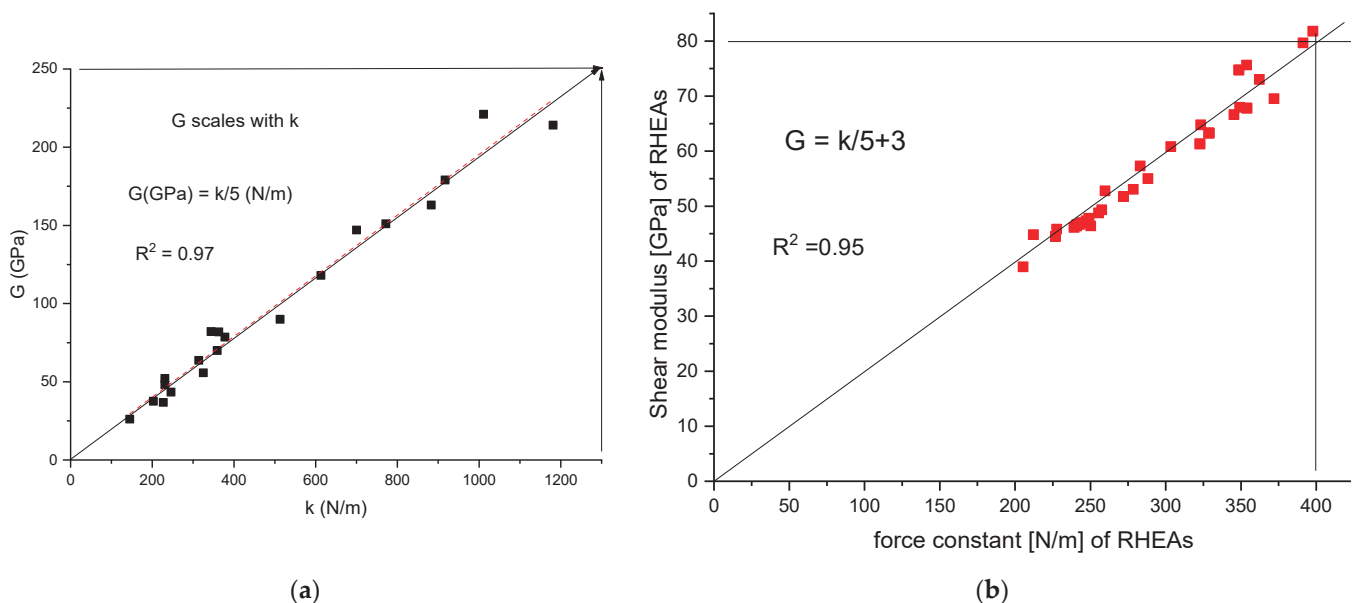 250
200
150
100
50
0
G (GPa)
G scales with k
G(GPa) = k/5 (N/m)
R² = 0.97
0 200 400 600 800 1000 1200
k (N/m)
(a)
80
70
60
50
40
30
20
10
0
Shear modulus [GPa] of RHEAs
G = k/5+3
R² =0.95
0 50 100 150 200 250 300 350 400
force constant [N/m] of RHEAs
(b)